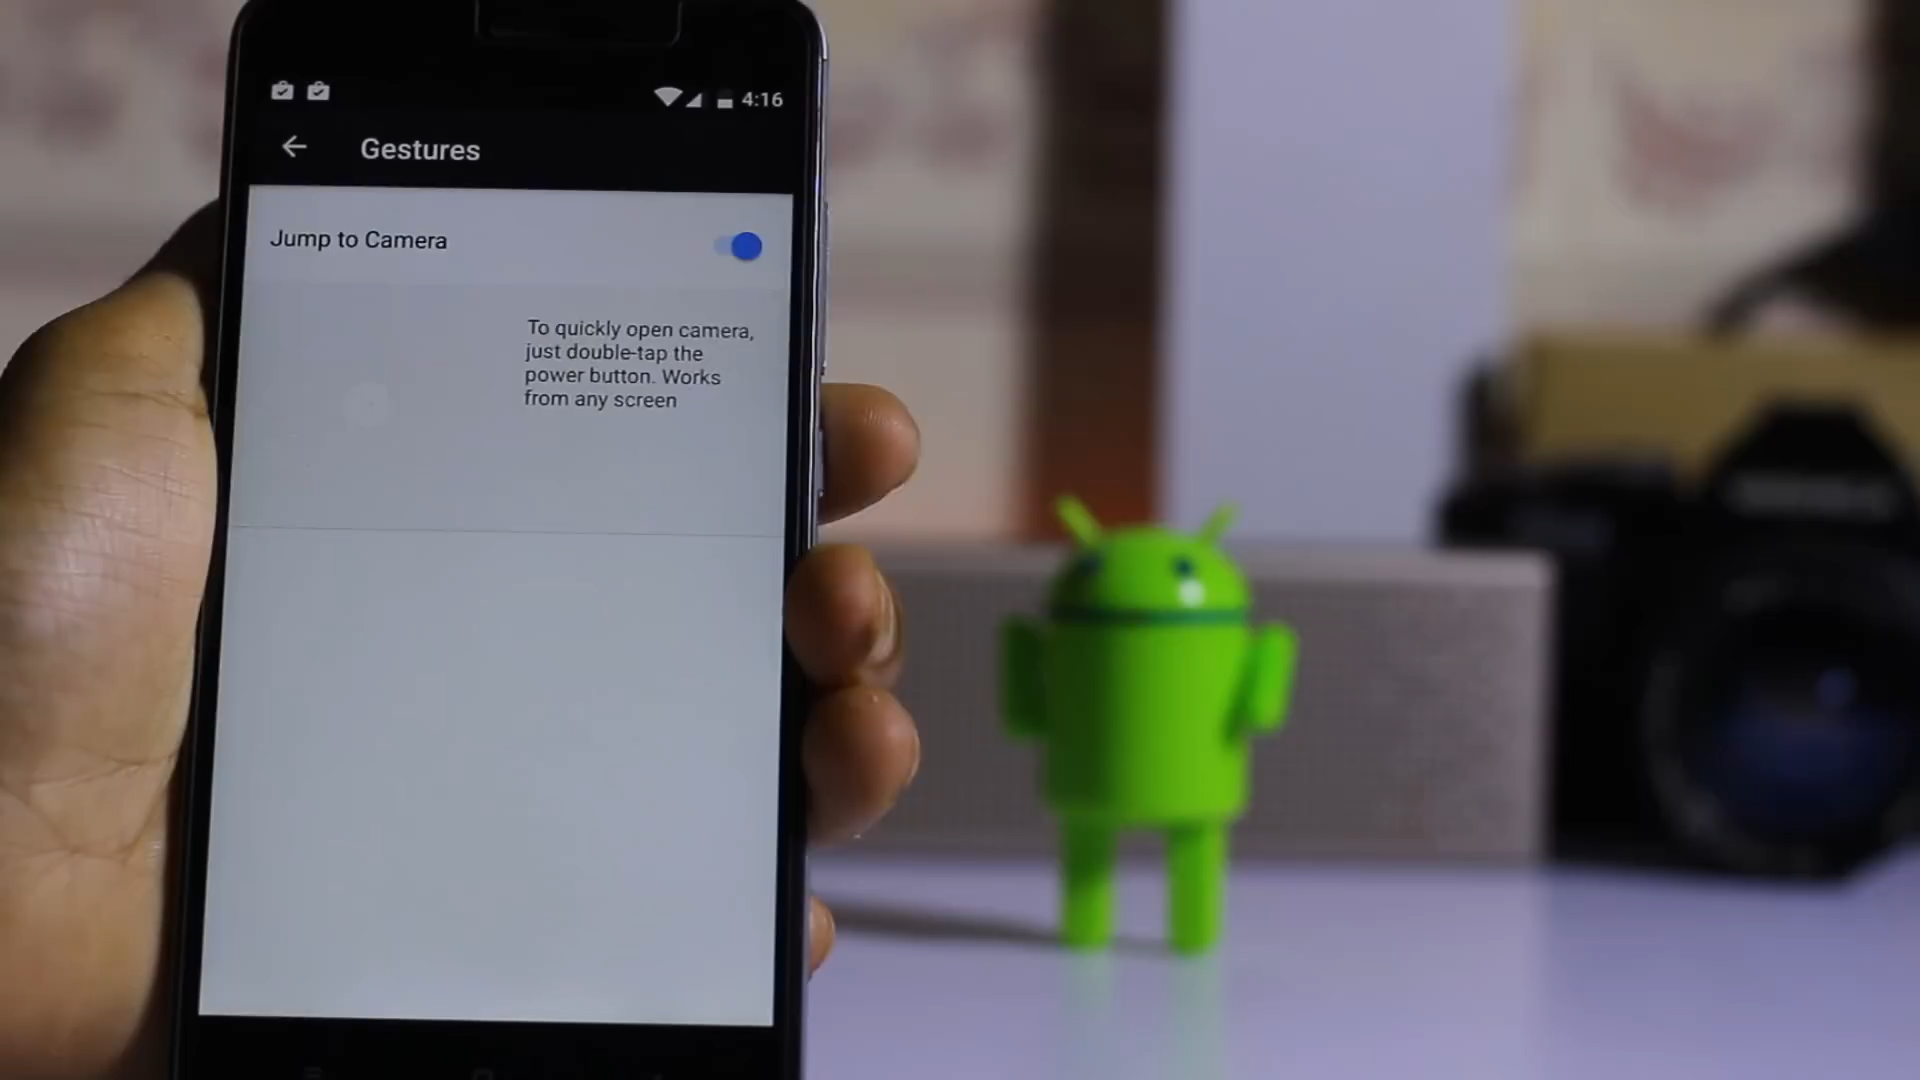 4:16
Gestures
Jump to Camera
To quickly open camera,
just double-tap the
power button. Works
from any screen